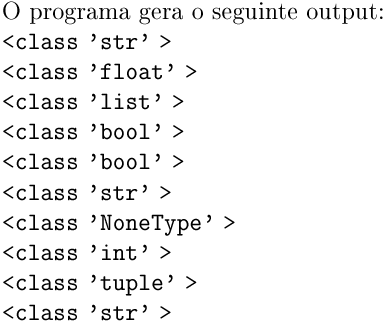 O programa gera o seguinte output:
<class ’str’ >
<class ’float’ >
<class ’list’ >
<class ’bool’ >
<class ’bool’ >
<class ’str’ >
<class ’NoneType’ >
<class ’int’ >
<class ’tuple’ >
<class ’str’ >